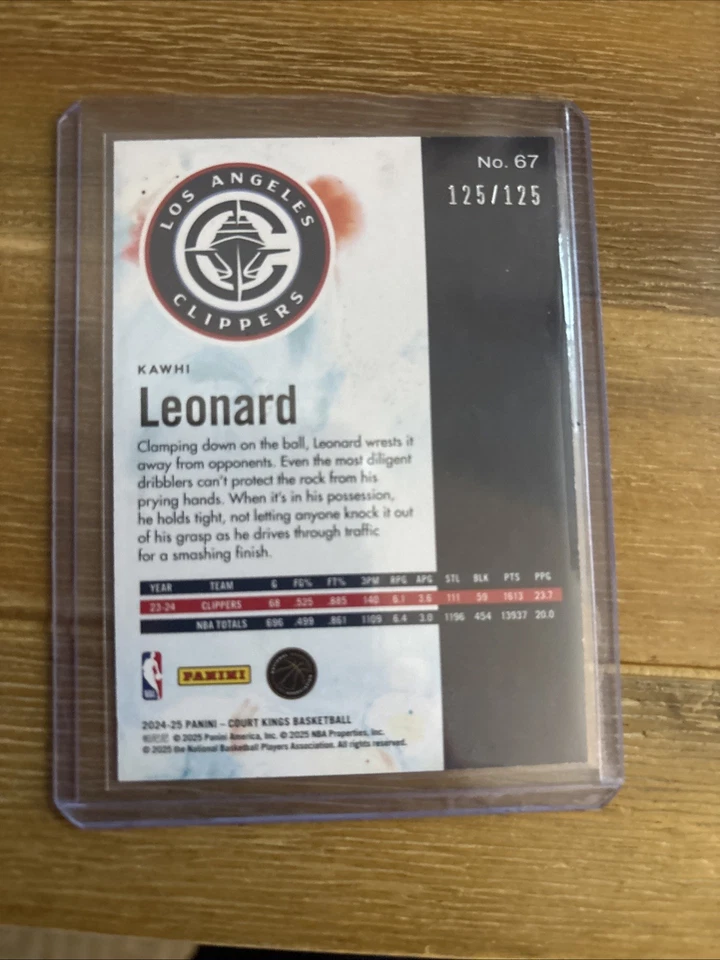 No. 67
125/125
LOS ANGELES
CLIPPERS
KAWHI
Leonard
Clamping down on the ball, Leonard wrests it
away from opponents. Even the most diligent
dribblers can't protect the rock from his
prying hands. When it's in his possession,
he holds tight, not letting anyone knock it out
of his grasp as he drives through traffic
for a smashing finish.
YEAR TEAM G FG% FT% 3PM RPG APG STL BLK PTS PPG
23-24 CLIPPERS 68 .525 .885 140 6.1 3.6 111 59 1613 23.7
NBA TOTALS 696 .499 .861 1109 6.4 3.0 1196 454 13937 20.0
NBA
PANINI
2024-25 PANINI – COURT KINGS BASKETBALL
© 2025 Panini America, Inc. © 2025 NBA Properties, Inc.
© 2025 the National Basketball Players Association. All rights reserved.